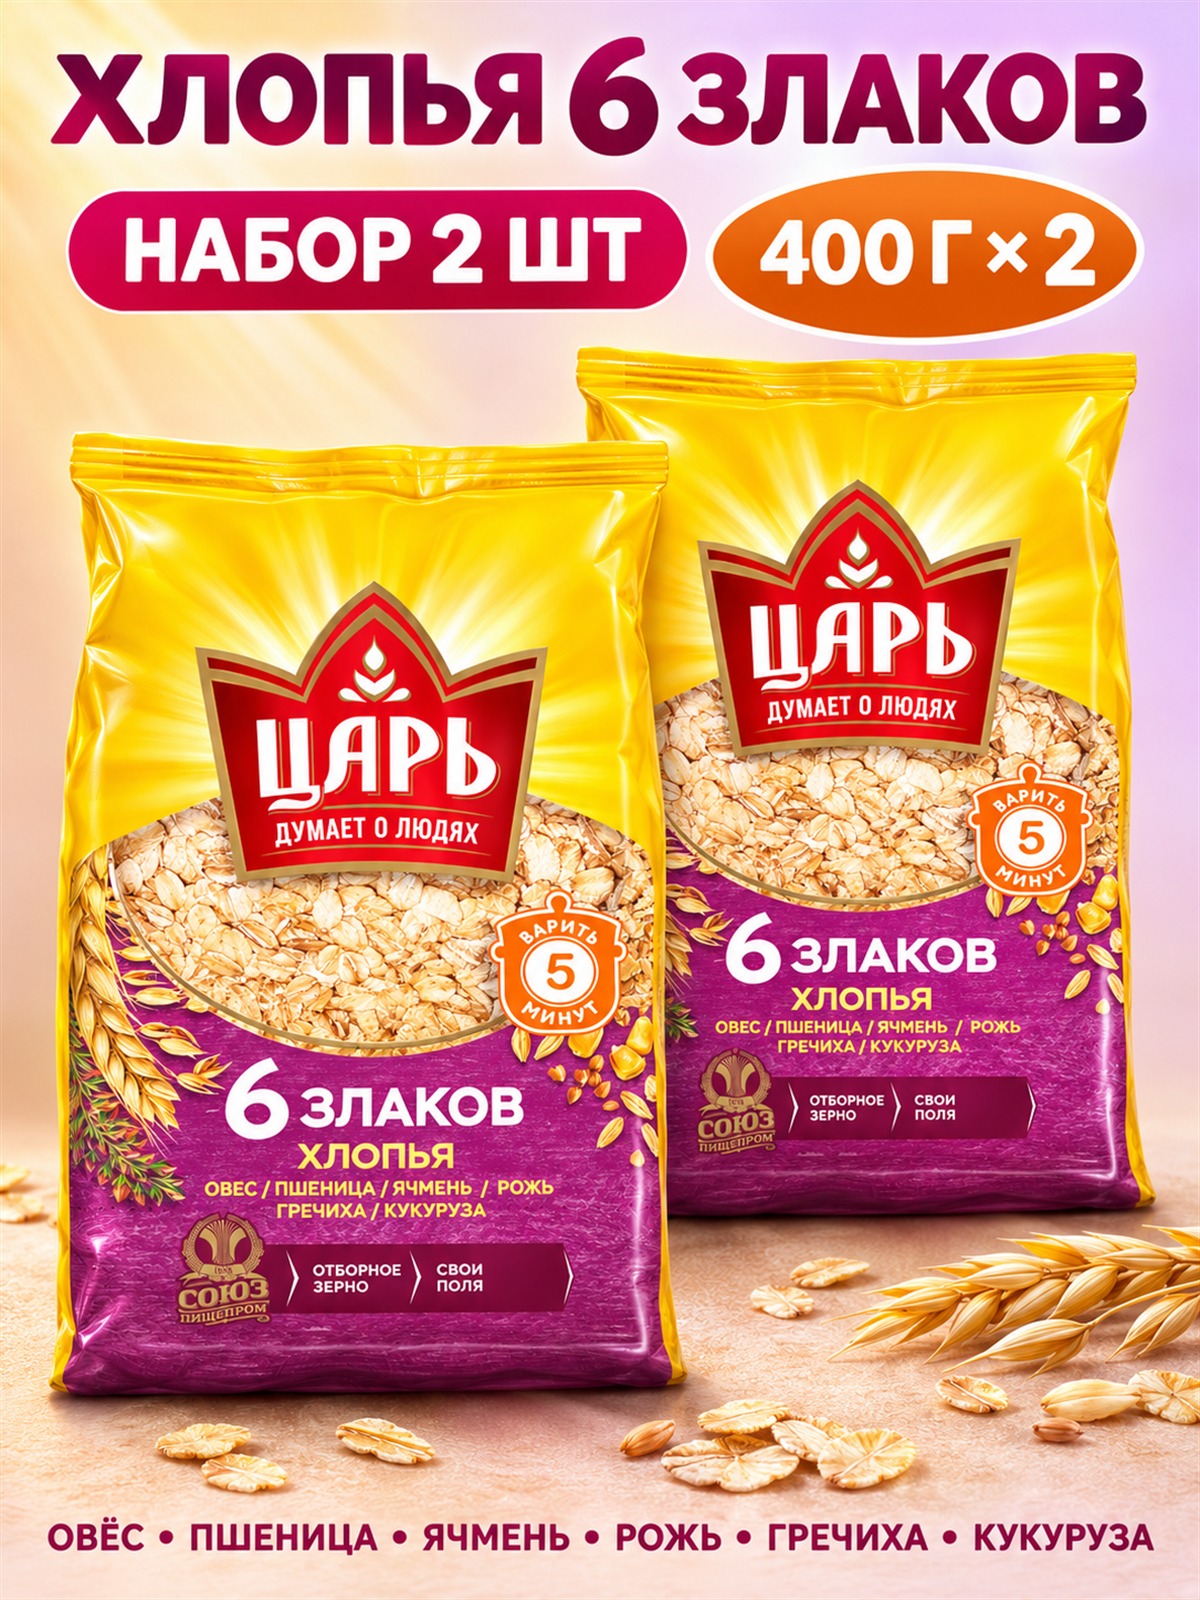 ХЛОПЬЯ 6 ЗЛАКОВ
НАБОР 2 ШТ
400 Г × 2
ЦАРЬ
ДУМАЕТ О ЛЮДЯХ
ВАРИТЬ
5
МИНУТ
6 ЗЛАКОВ
ХЛОПЬЯ
ОВЕС / ПШЕНИЦА / ЯЧМЕНЬ / РОЖЬ
ГРЕЧИХА / КУКУРУЗА
СОЮЗ
ПИЩЕПРОМ
ОТБОРНОЕ
ЗЕРНО
СВОИ
ПОЛЯ
ЦАРЬ
ДУМАЕТ О ЛЮДЯХ
ВАРИТЬ
5
МИНУТ
6 ЗЛАКОВ
ХЛОПЬЯ
ОВЕС / ПШЕНИЦА / ЯЧМЕНЬ / РОЖЬ
ГРЕЧИХА / КУКУРУЗА
СОЮЗ
ПИЩЕПРОМ
ОТБОРНОЕ
ЗЕРНО
СВОИ
ПОЛЯ
ОВЁС • ПШЕНИЦА • ЯЧМЕНЬ • РОЖЬ • ГРЕЧИХА • КУКУРУЗА